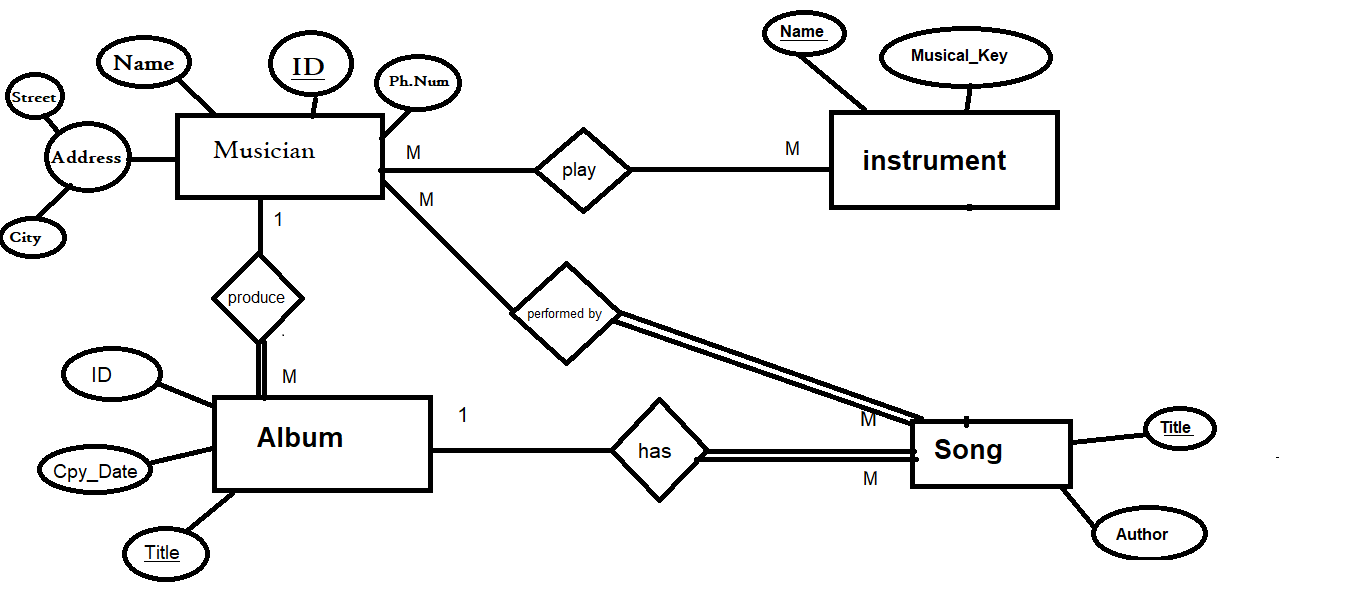 Name
Musical_Key
Name
ID
Ph.Num
Street
Address
City
Musician
M
play
M
instrument
M
1
produce
performed by
M
ID
Cpy_Date
Title
Album
1
has
M
M
Song
Title
Author